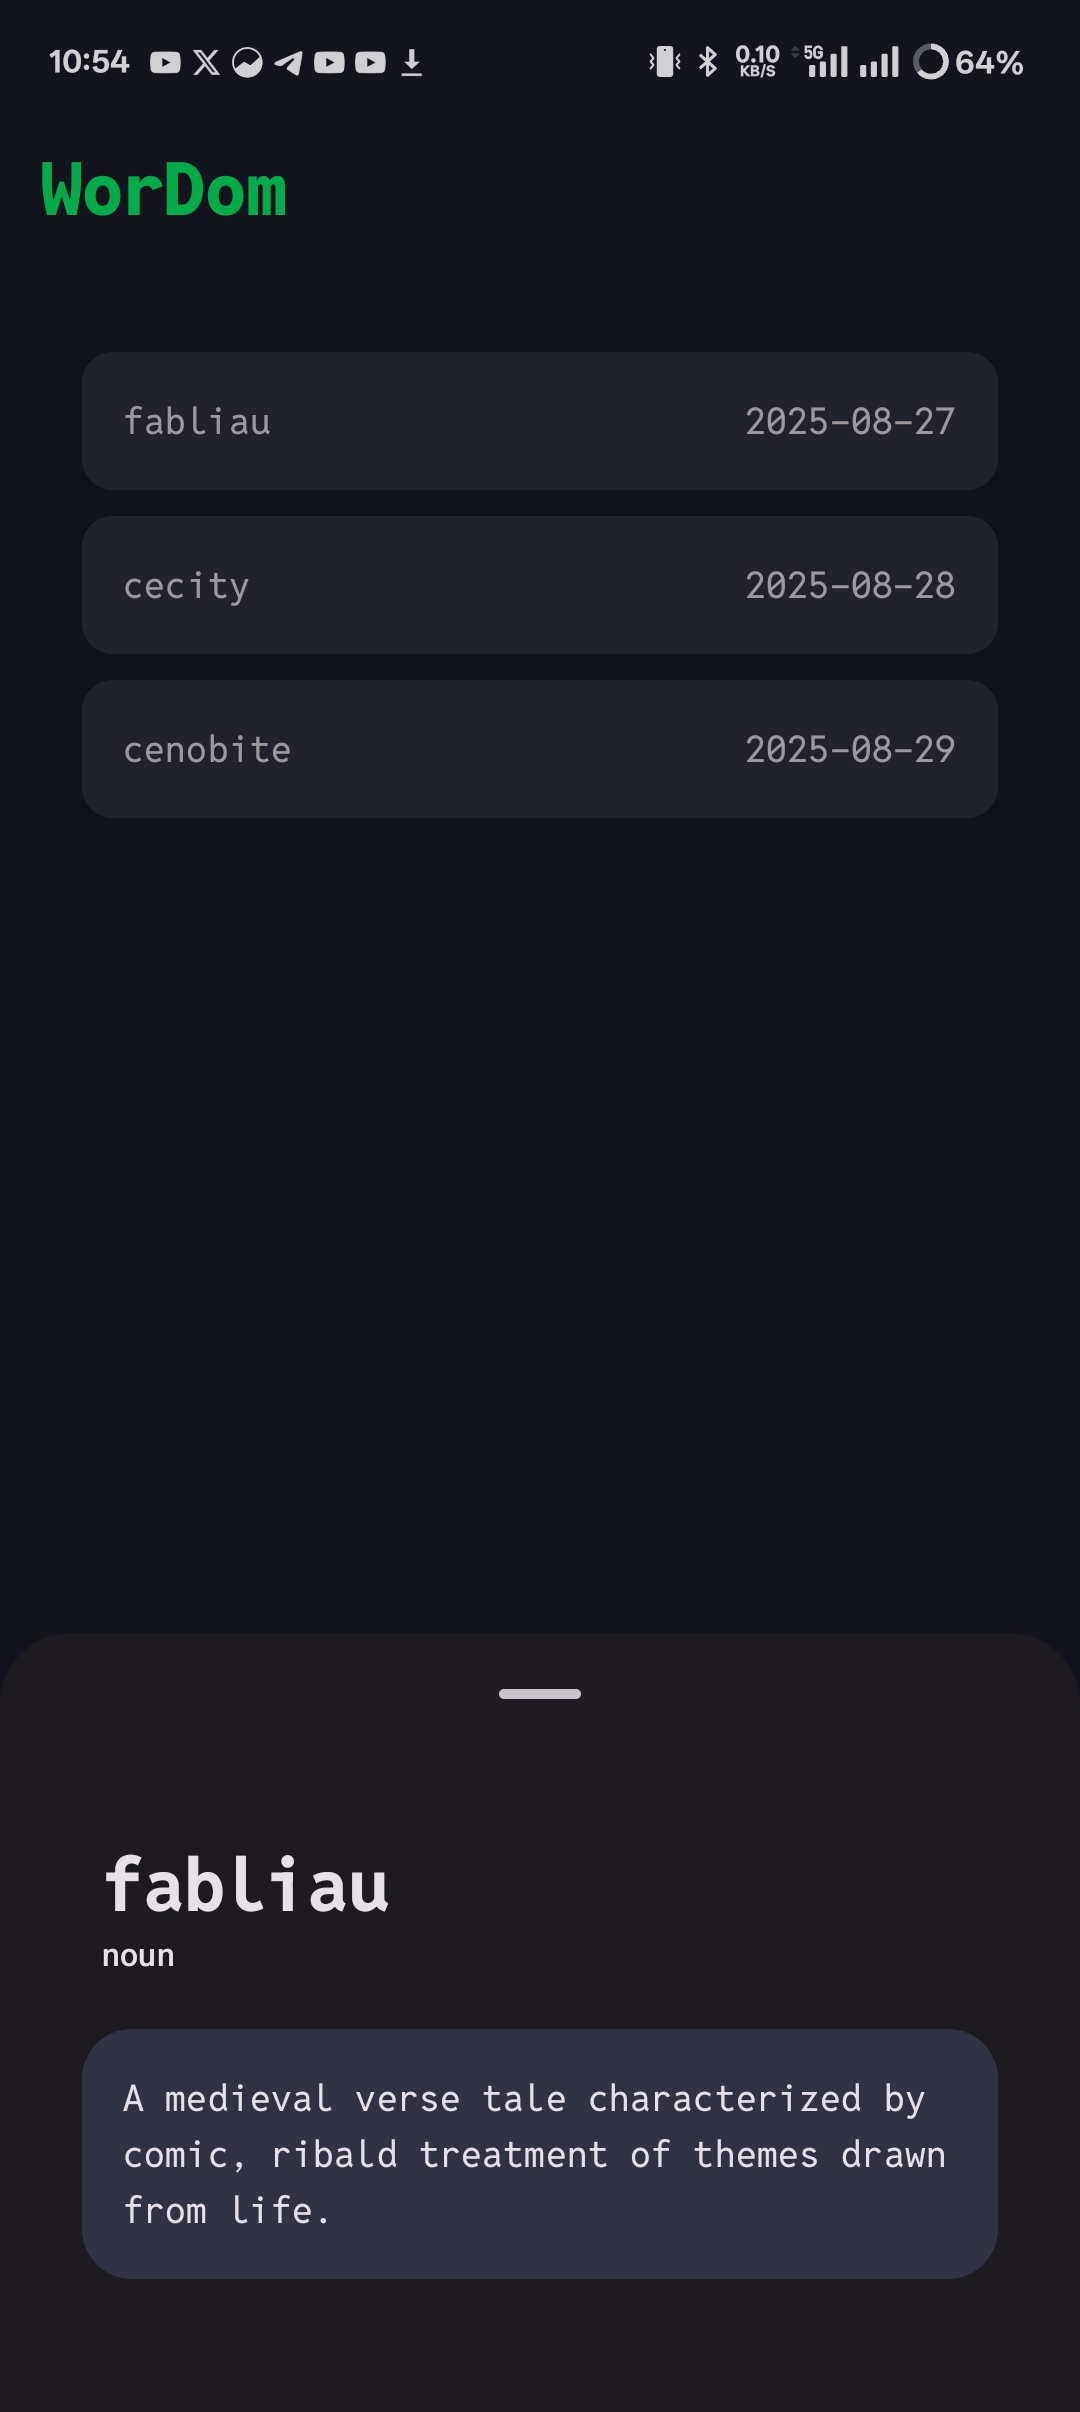 10:54 0.10 KB/S 5G 64%
WorDom
fabliau 2025-08-27
cecity 2025-08-28
cenobite 2025-08-29
fabliau
noun
A medieval verse tale characterized by
comic, ribald treatment of themes drawn
from life.